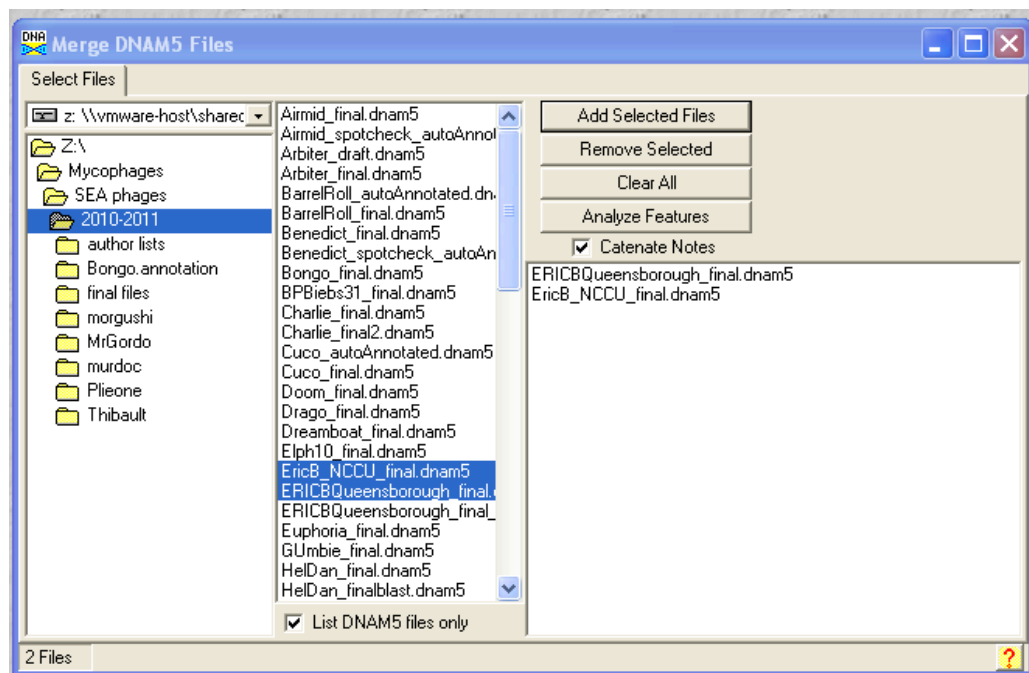 DNA
Merge DNAM5 Files
Select Files
z: \\vmware-host\sharec
Z:\
Mycophages
SEA phages
2010-2011
author lists
Bongo.annotation
final files
morgushi
MrGordo
murdoc
Plieone
Thibault
Airmid_final.dnam5
Airmid_spotcheck_autoAnnot
Arbiter_draft.dnam5
Arbiter_final.dnam5
BarrelRoll_autoAnnotated.dn
BarrelRoll_final.dnam5
Benedict_final.dnam5
Benedict_spotcheck_autoAn
Bongo_final.dnam5
BPBiebs31_final.dnam5
Charlie_final.dnam5
Charlie_final2.dnam5
Cuco_autoAnnotated.dnam5
Cuco_final.dnam5
Doom_final.dnam5
Drago_final.dnam5
Dreamboat_final.dnam5
Elph10_final.dnam5
EricB_NCCU_final.dnam5
ERICBQueensborough_final.
ERICBQueensborough_final_
Euphoria_final.dnam5
GUmbie_final.dnam5
HelDan_final.dnam5
HelDan_finalblast.dnam5
List DNAM5 files only
Add Selected Files
Remove Selected
Clear All
Analyze Features
Catenate Notes
ERICBQueensborough_final.dnam5
EricB_NCCU_final.dnam5
2 Files
?